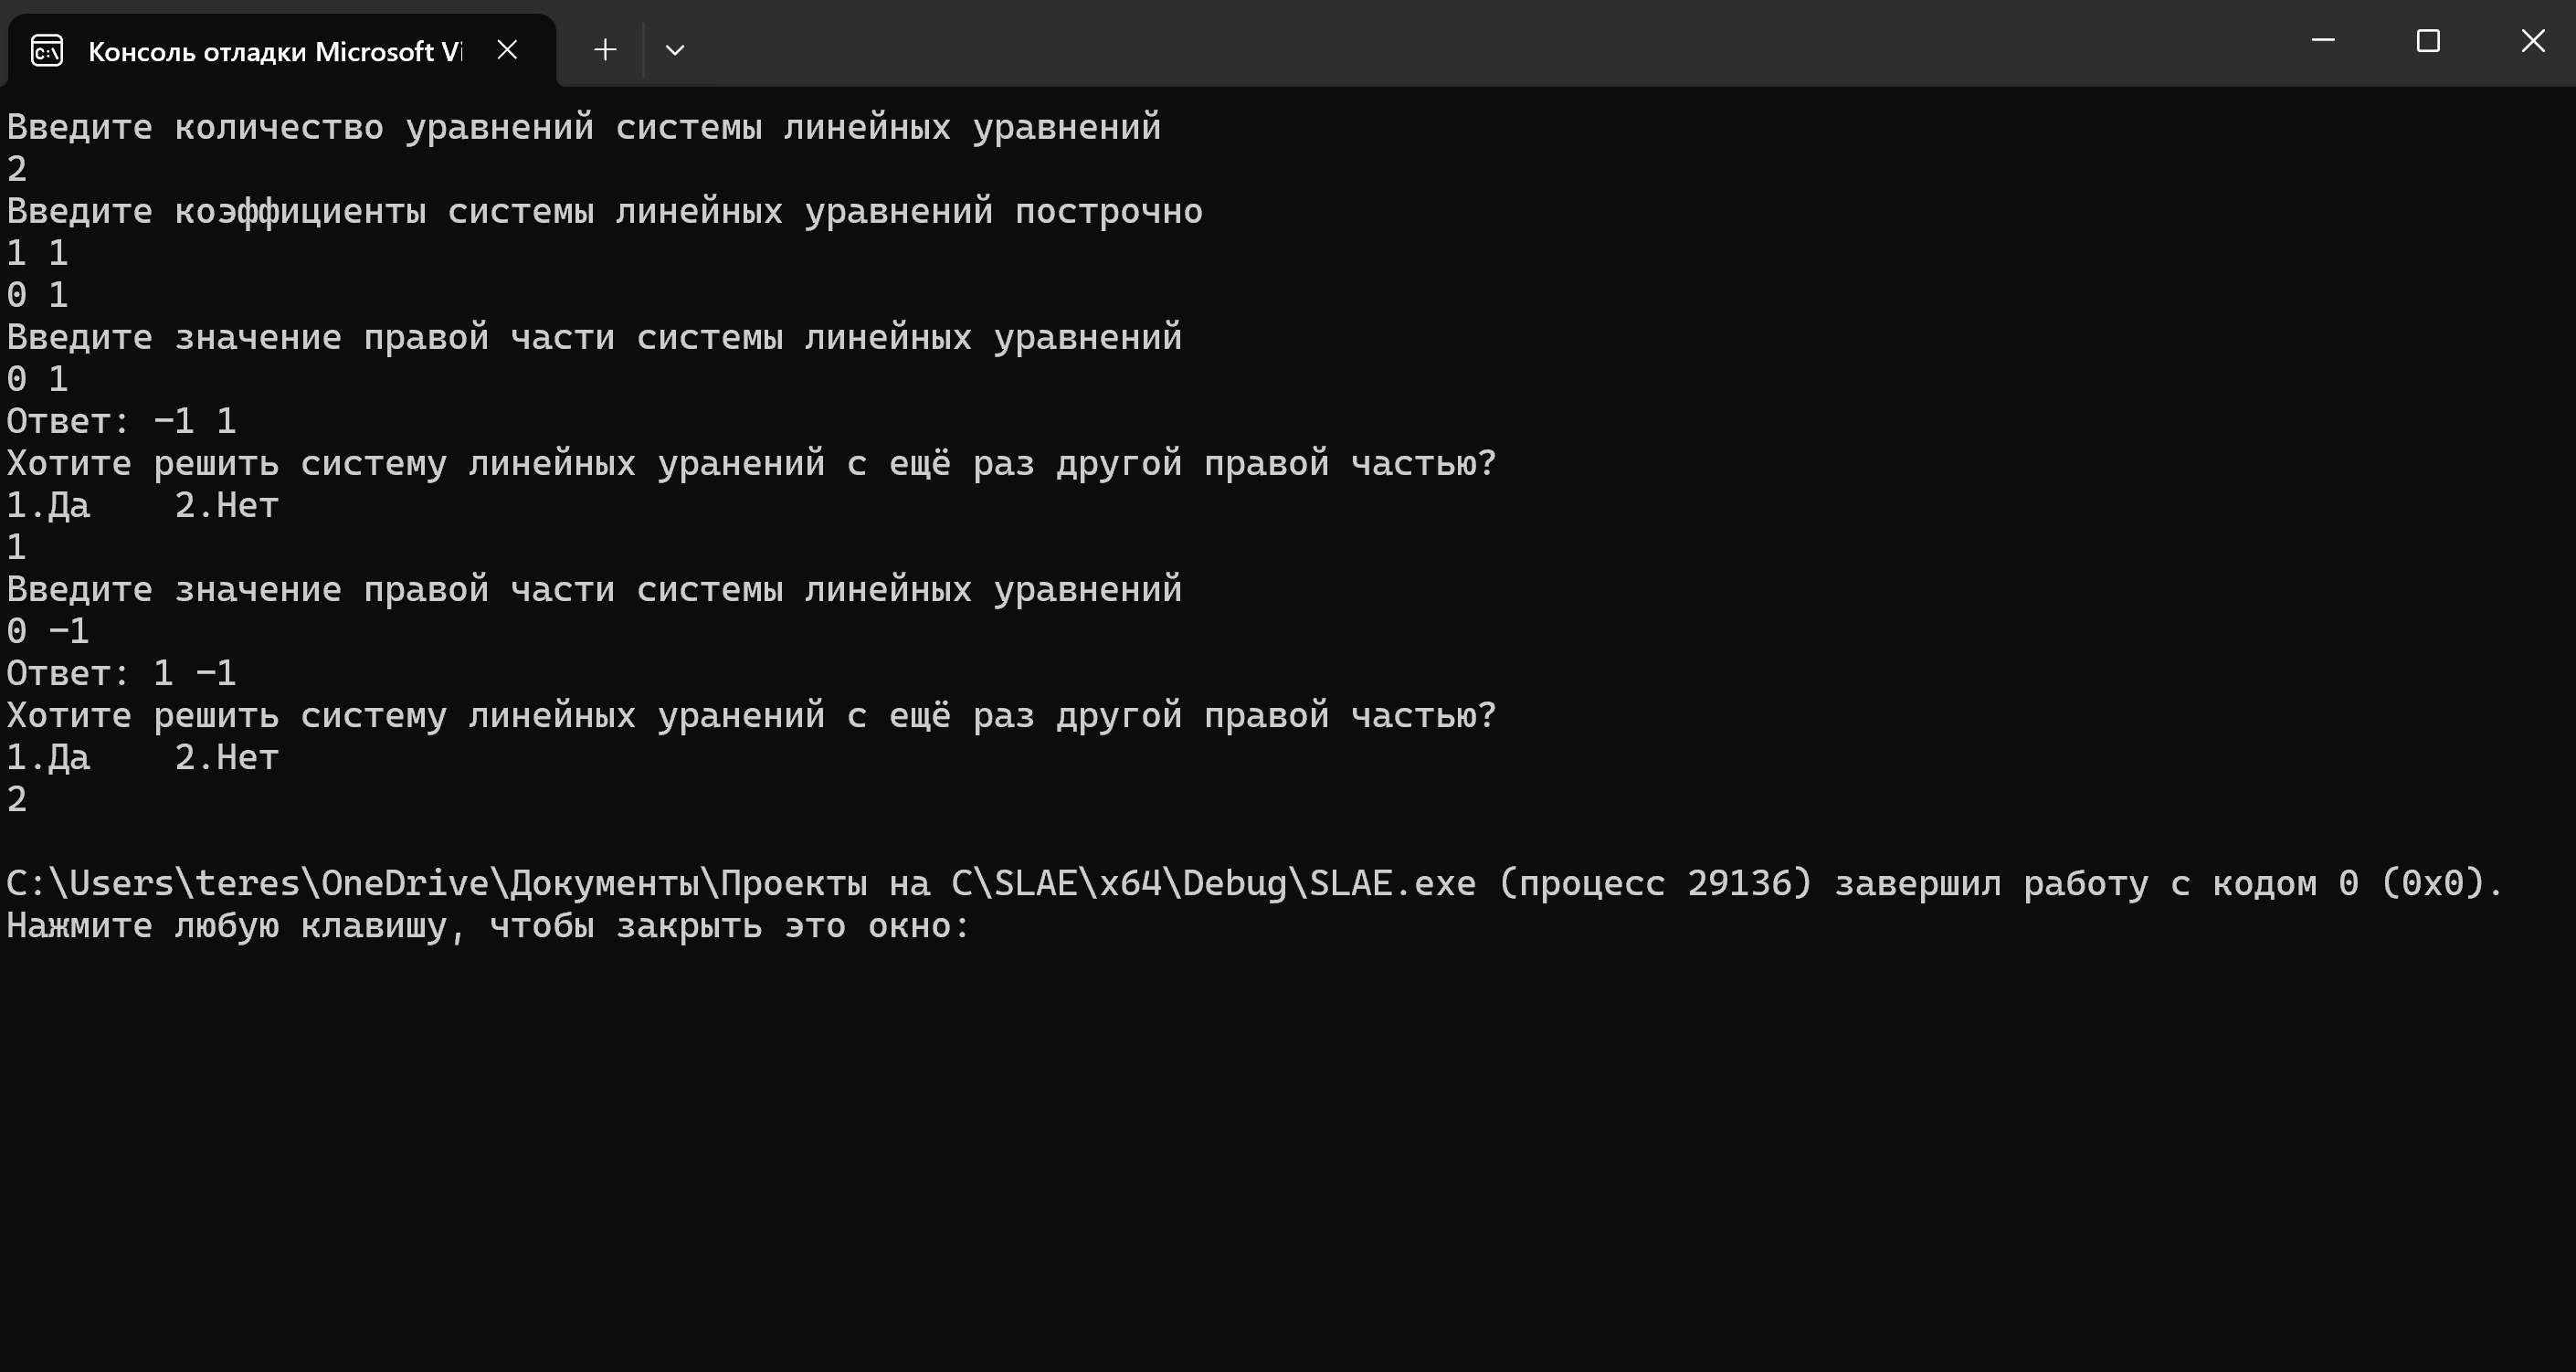 Консоль отладки Microsoft Vi
Введите количество уравнений системы линейных уравнений
2
Введите коэффициенты системы линейных уравнений построчно
1 1
0 1
Введите значение правой части системы линейных уравнений
0 1
Ответ: -1 1
Хотите решить систему линейных уранений с ещё раз другой правой частью?
1.Да    2.Нет
1
Введите значение правой части системы линейных уравнений
0 -1
Ответ: 1 -1
Хотите решить систему линейных уранений с ещё раз другой правой частью?
1.Да    2.Нет
2
C:\Users\teres\OneDrive\Документы\Проекты на C\SLAE\x64\Debug\SLAE.exe (процесс 29136) завершил работу с кодом 0 (0x0).
Нажмите любую клавишу, чтобы закрыть это окно: